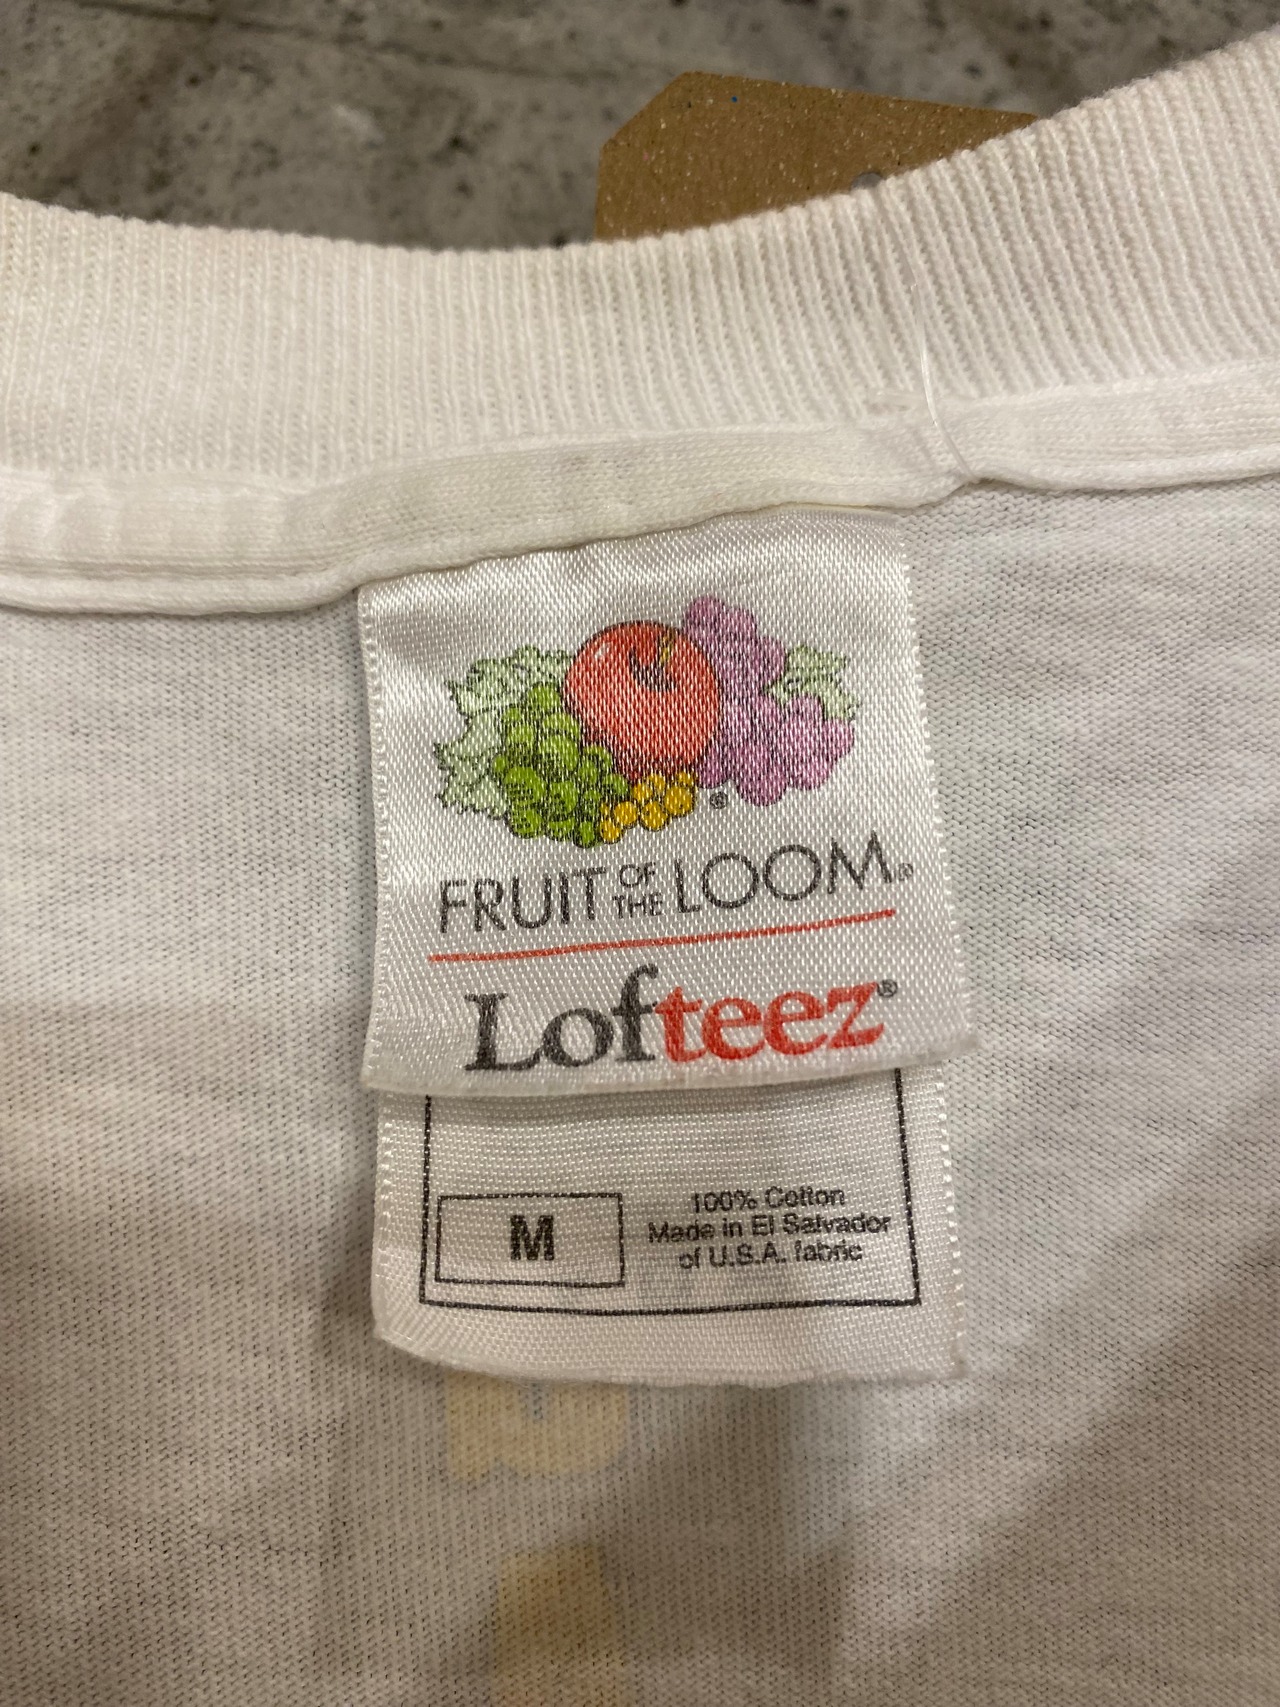 ®
FRUIT OF THE LOOM®
Lofteez®
M
100% Cotton
Made in El Salvador
of U.S.A. fabric